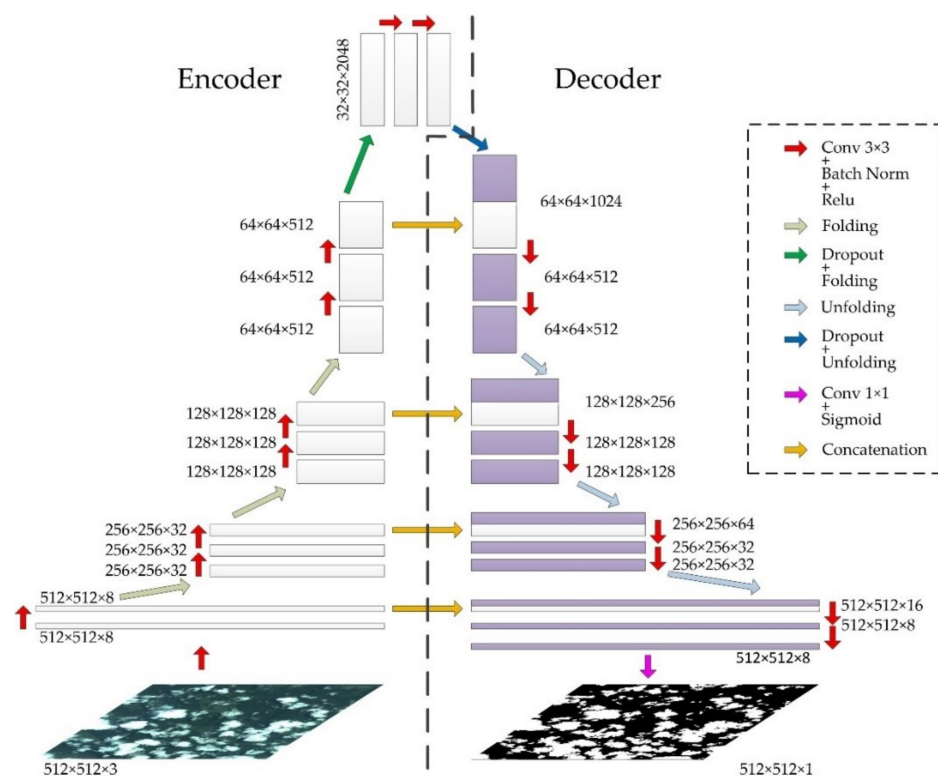 Encoder
Decoder
32×32×2048
64×64×1024
64×64×512
64×64×512
64×64×512
64×64×512
64×64×512
128×128×256
128×128×128
128×128×128
128×128×128
128×128×128
128×128×128
256×256×64
256×256×32
256×256×32
256×256×32
256×256×32
256×256×32
512×512×8
512×512×16
512×512×8
512×512×8
512×512×8
512×512×3
512×512×1
Conv 3×3
+
Batch Norm
+
Relu
Folding
Dropout
+
Folding
Unfolding
Dropout
+
Unfolding
Conv 1×1
+
Sigmoid
Concatenation